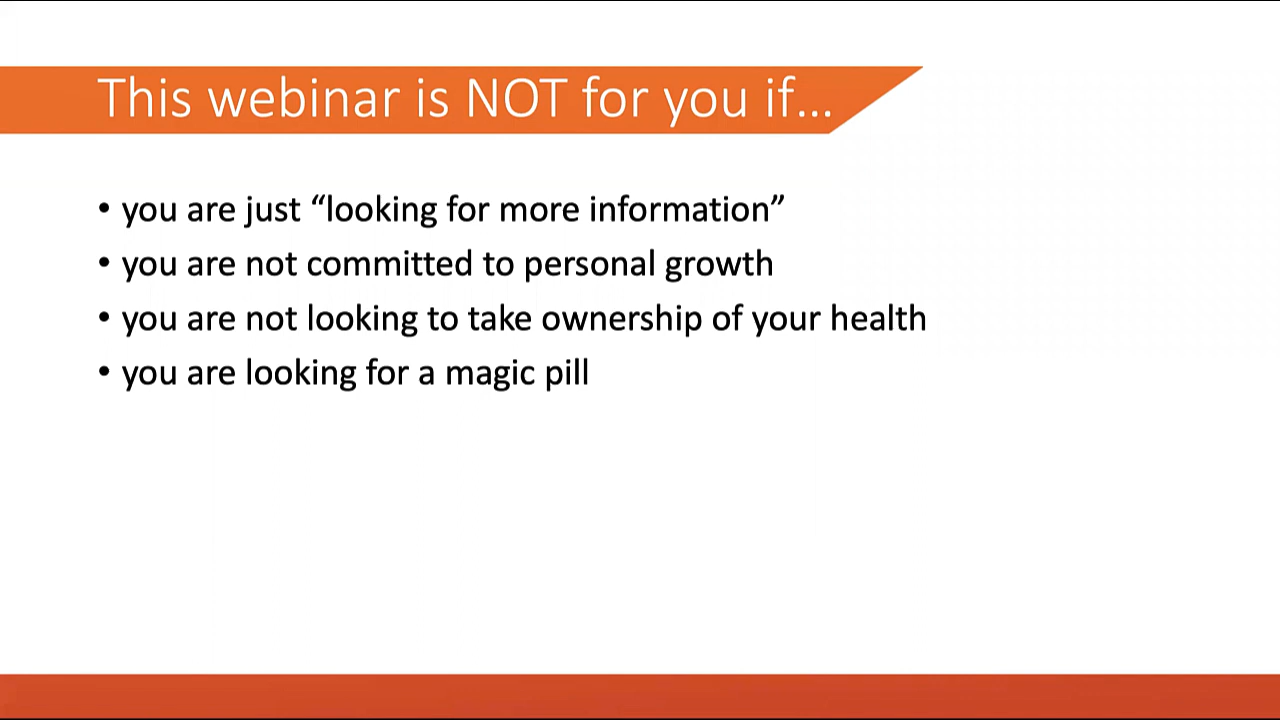 This webinar is NOT for you if...
• you are just “looking for more information”
• you are not committed to personal growth
• you are not looking to take ownership of your health
• you are looking for a magic pill